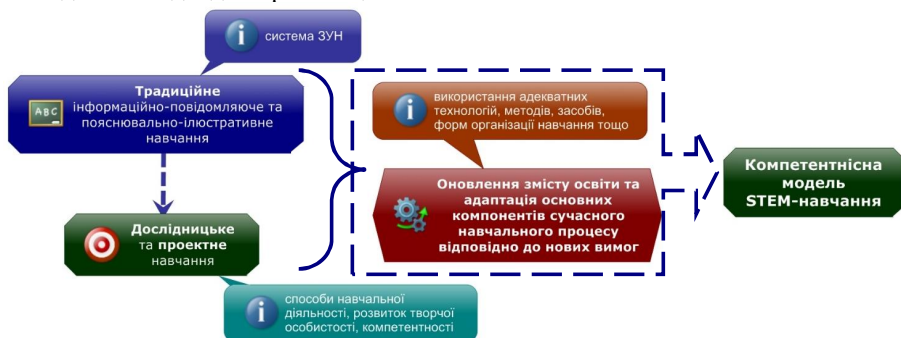 система ЗУН
Традиційне
інформаційно-повідомляюче та
пояснювально-ілюстративне
навчання
ABC
Дослідницьке
та проектне
навчання
способи навчальної
діяльності, розвиток творчої
особистості, компетентності
використання адекватних
технологій, методів, засобів,
форм організації навчання тощо
Оновлення змісту освіти та
адаптація основних
компонентів сучасного
навчального процесу
відповідно до нових вимог
Компетентнісна
модель
STEM-навчання